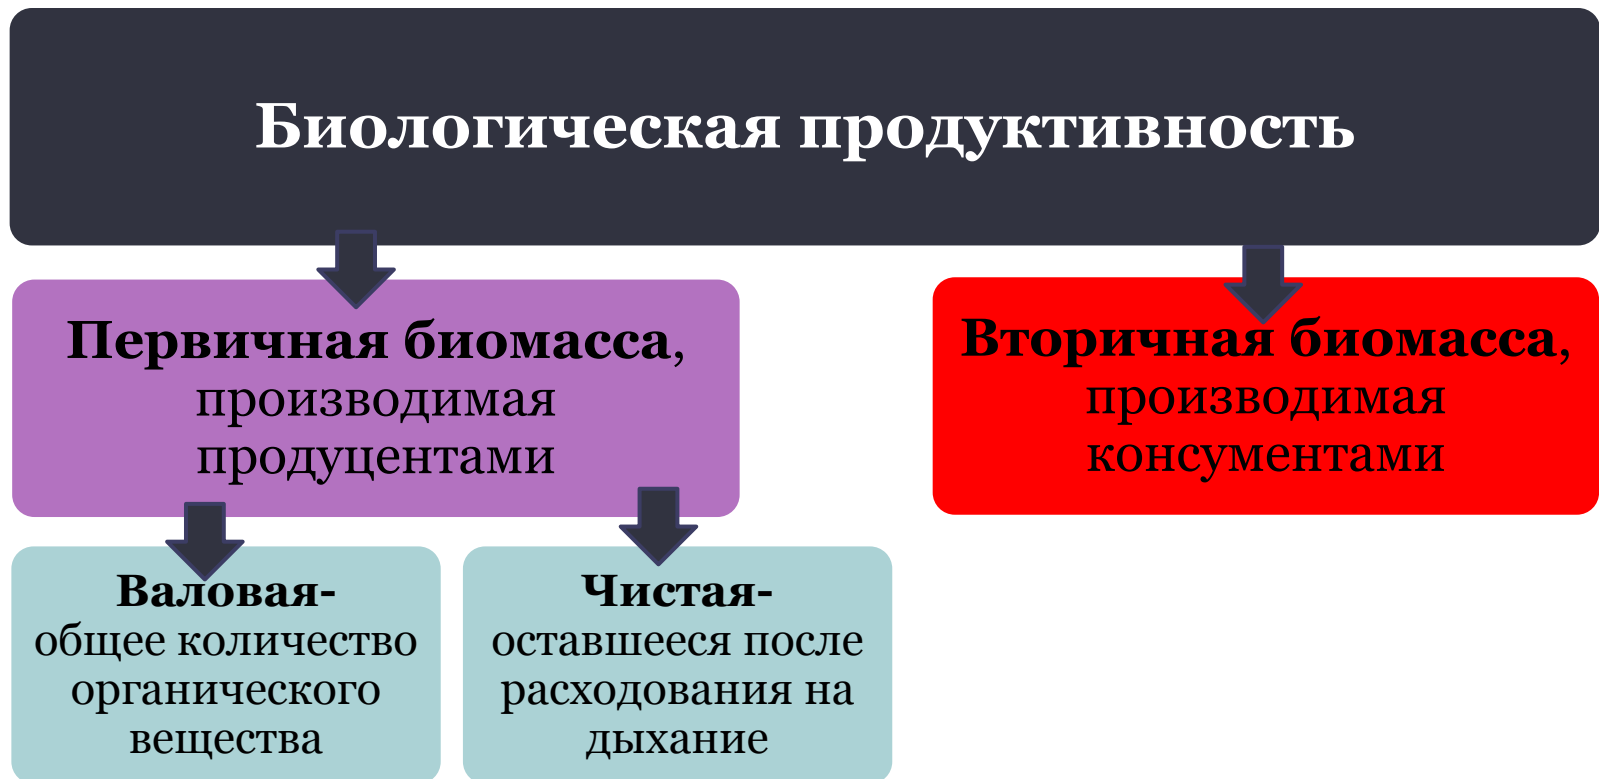 Биологическая продуктивность
Первичная биомасса,
производимая
продуцентами
Вторичная биомасса,
производимая
консументами
Валовая-
общее количество
органического
вещества
Чистая-
оставшееся после
расходования на
дыхание